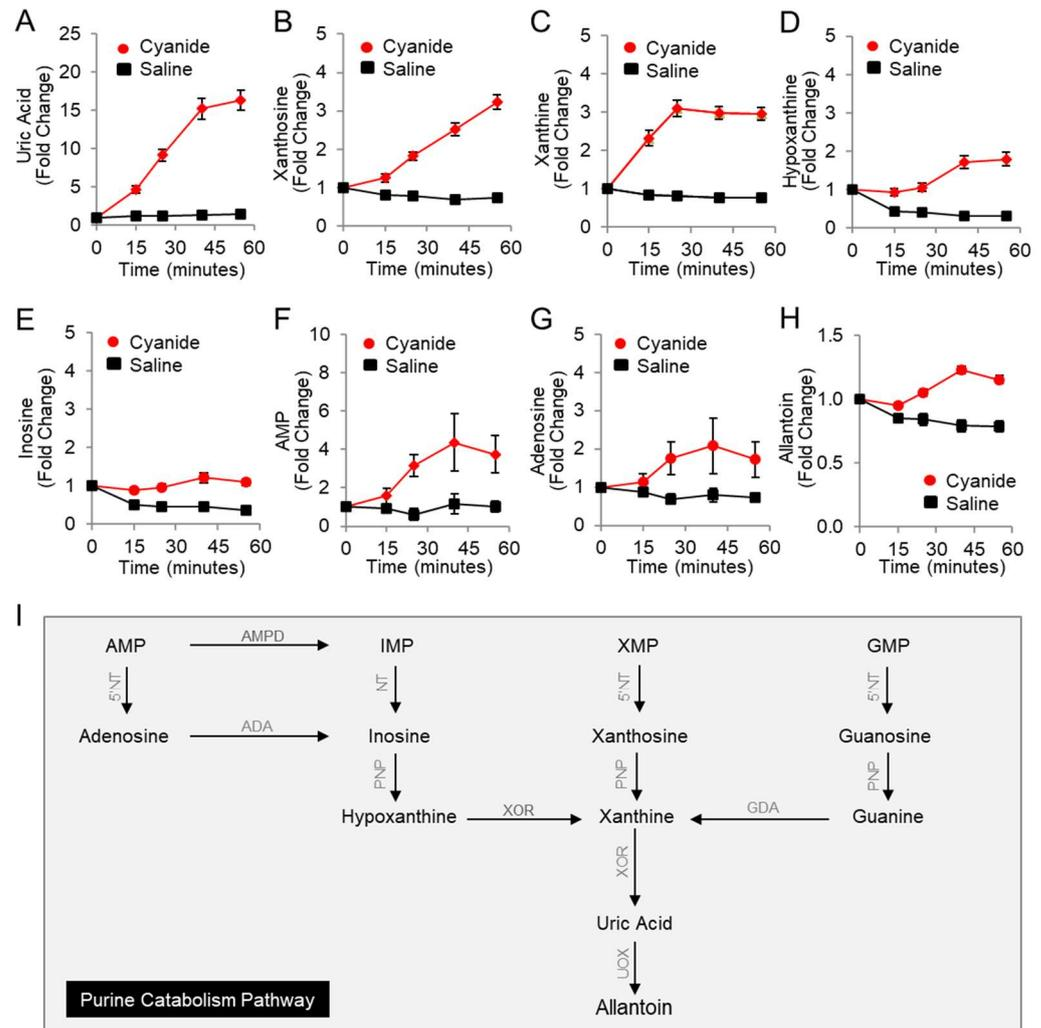 A
Uric Acid
(Fold Change)
25
20
15
10
5
0
Cyanide
Saline
0 15 30 45 60
Time (minutes)
B
Xanthosine
(Fold Change)
5
4
3
2
1
0
Cyanide
Saline
0 15 30 45 60
Time (minutes)
C
Xanthine
(Fold Change)
5
4
3
2
1
0
Cyanide
Saline
0 15 30 45 60
Time (minutes)
D
Hypoxanthine
(Fold Change)
5
4
3
2
1
0
Cyanide
Saline
0 15 30 45 60
Time (minutes)
E
Inosine
(Fold Change)
5
4
3
2
1
0
Cyanide
Saline
0 15 30 45 60
Time (minutes)
F
AMP
(Fold Change)
10
8
6
4
2
0
Cyanide
Saline
0 15 30 45 60
Time (minutes)
G
Adenosine
(Fold Change)
5
4
3
2
1
0
Cyanide
Saline
0 15 30 45 60
Time (minutes)
H
Allantoin
(Fold Change)
1.5
1.0
0.5
0.0
Cyanide
Saline
0 15 30 45 60
Time (minutes)
I
AMP AMPD IMP XMP GMP
5'NT NT 5'NT 5'NT
Adenosine ADA Inosine Xanthosine Guanosine
PNP PNP PNP
Hypoxanthine XOR Xanthine GDA Guanine
XOR
Uric Acid
UOX
Purine Catabolism Pathway
Allantoin